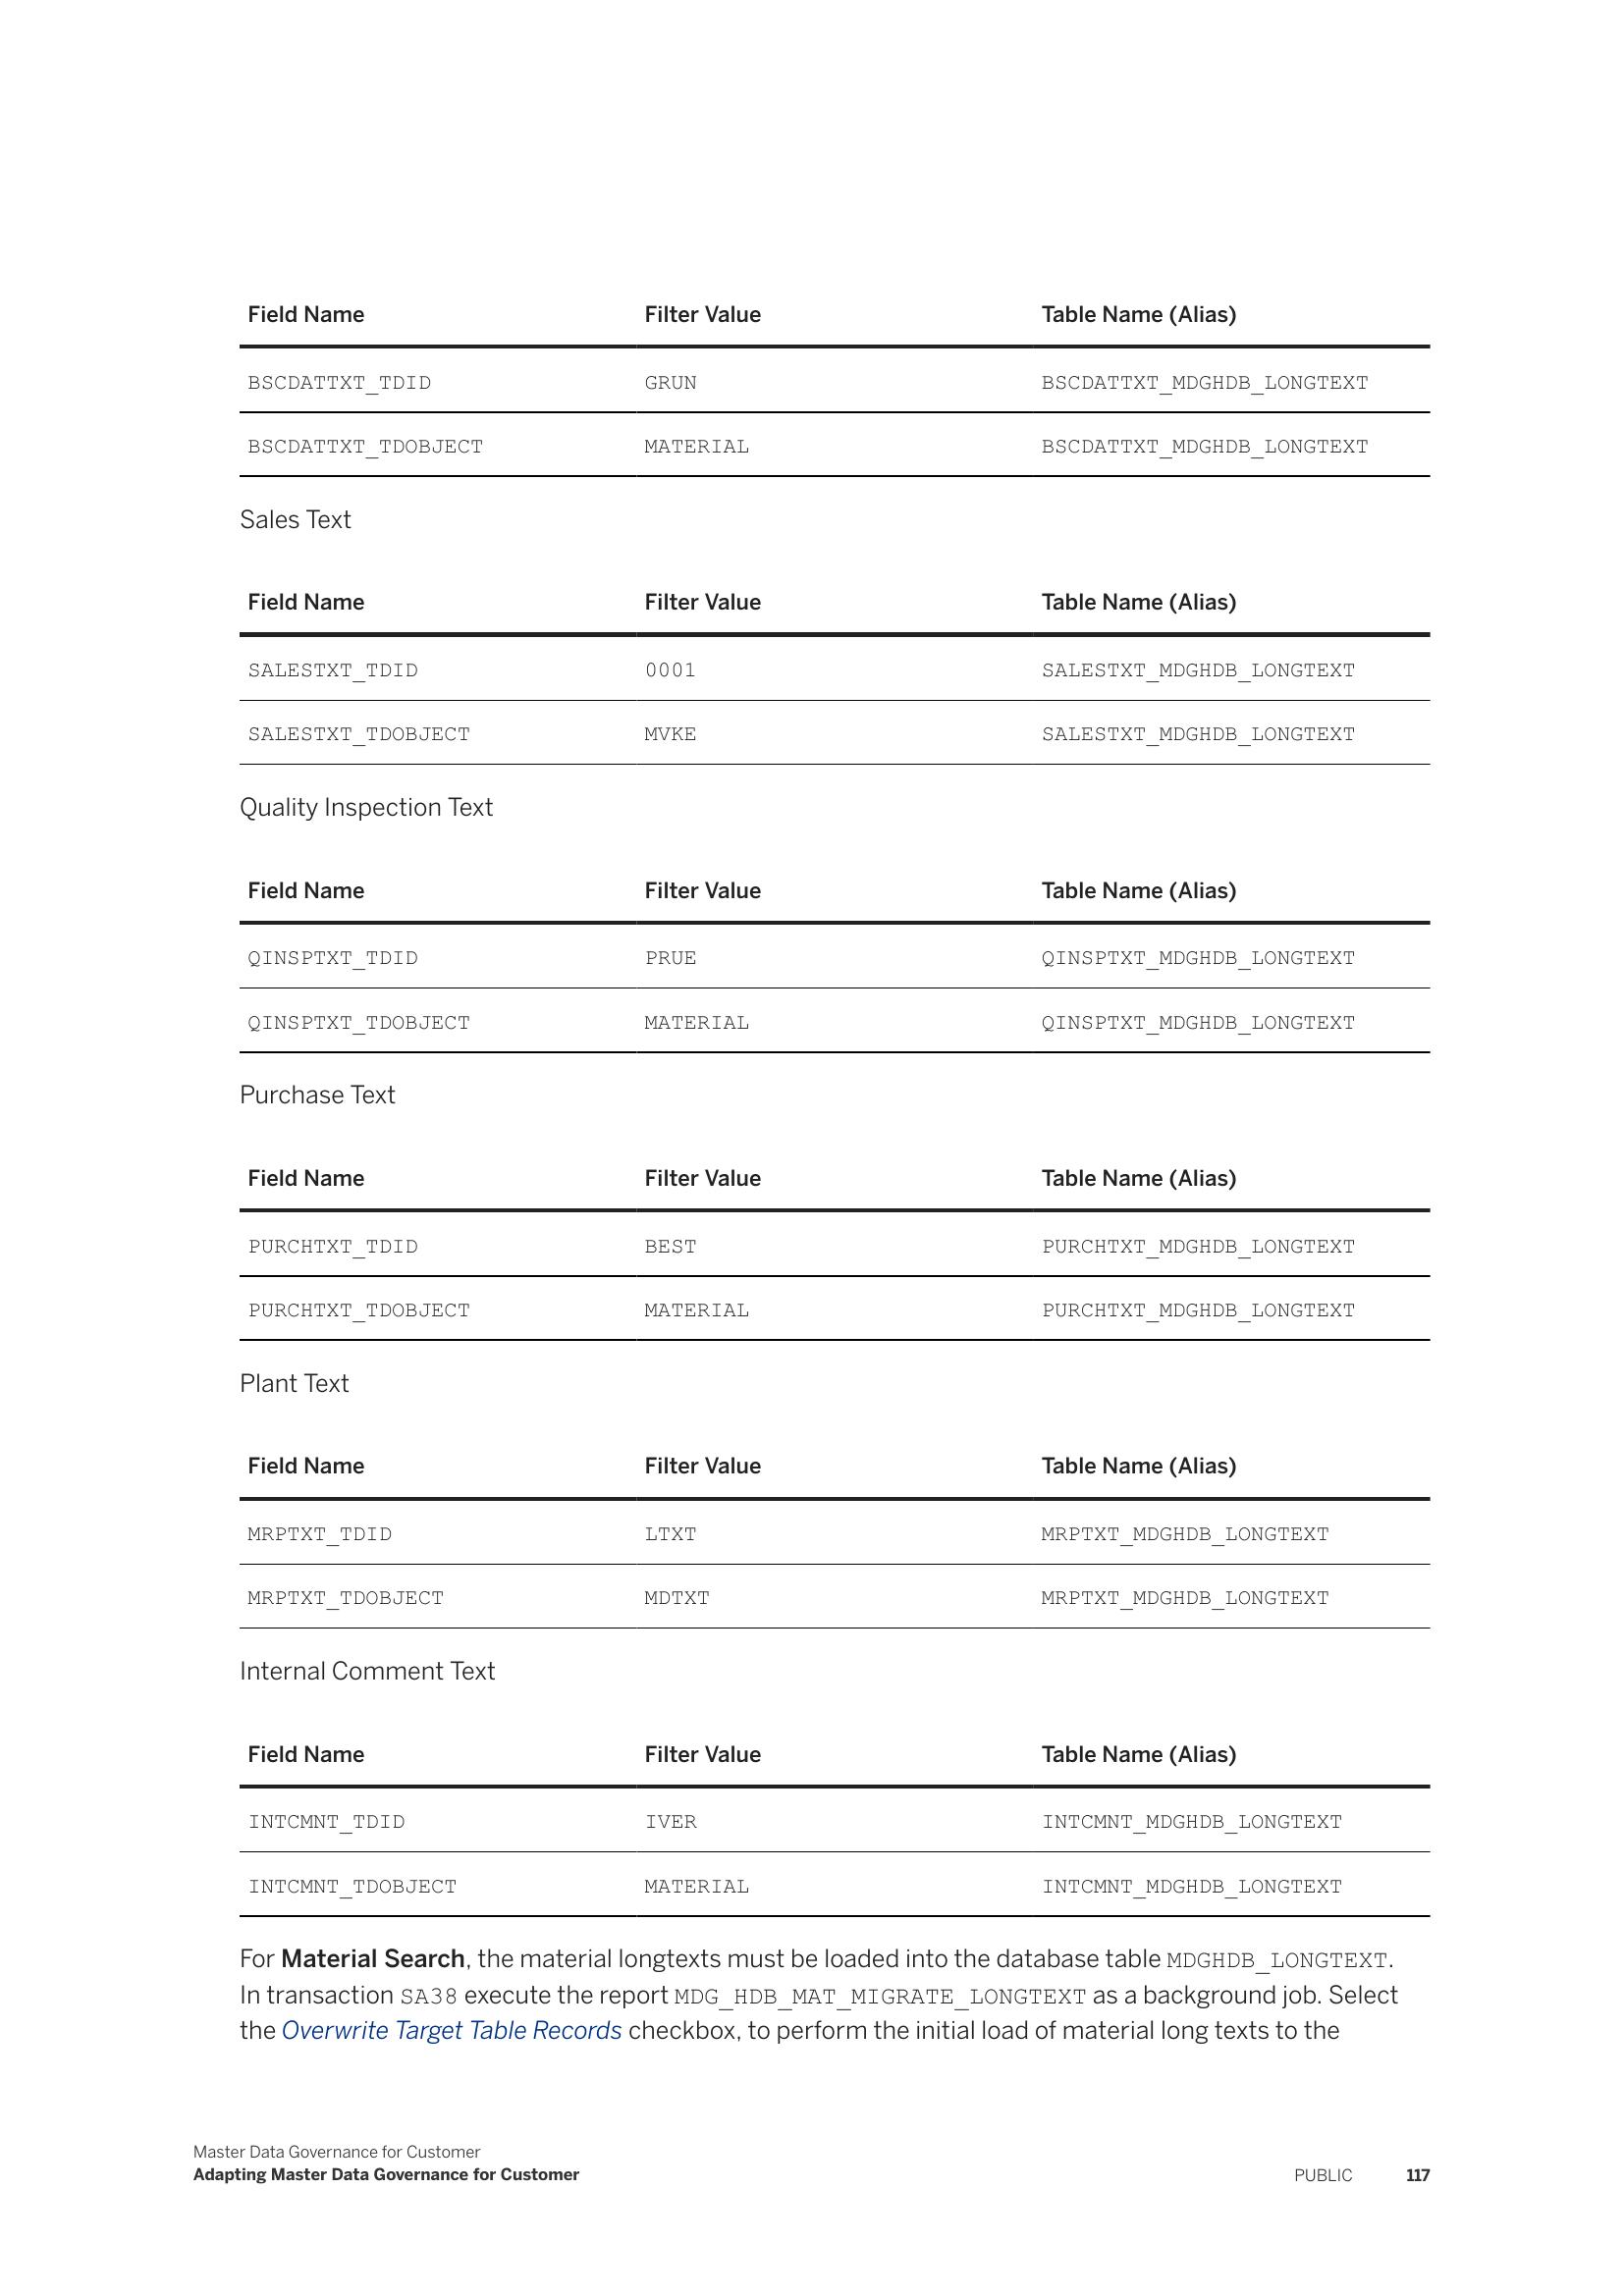 Field Name Filter Value Table Name (Alias)
BSCDATTXT_TDID GRUN BSCDATTXT_MDGHDB_LONGTEXT
BSCDATTXT_TDOBJECT MATERIAL BSCDATTXT_MDGHDB_LONGTEXT
Sales Text
Field Name Filter Value Table Name (Alias)
SALESTXT_TDID 0001 SALESTXT_MDGHDB_LONGTEXT
SALESTXT_TDOBJECT MVKE SALESTXT_MDGHDB_LONGTEXT
Quality Inspection Text
Field Name Filter Value Table Name (Alias)
QINSPTXT_TDID PRUE QINSPTXT_MDGHDB_LONGTEXT
QINSPTXT_TDOBJECT MATERIAL QINSPTXT_MDGHDB_LONGTEXT
Purchase Text
Field Name Filter Value Table Name (Alias)
PURCHTXT_TDID BEST PURCHTXT_MDGHDB_LONGTEXT
PURCHTXT_TDOBJECT MATERIAL PURCHTXT_MDGHDB_LONGTEXT
Plant Text
Field Name Filter Value Table Name (Alias)
MRPTXT_TDID LTXT MRPTXT_MDGHDB_LONGTEXT
MRPTXT_TDOBJECT MDTXT MRPTXT_MDGHDB_LONGTEXT
Internal Comment Text
Field Name Filter Value Table Name (Alias)
INTCMNT_TDID IVER INTCMNT_MDGHDB_LONGTEXT
INTCMNT_TDOBJECT MATERIAL INTCMNT_MDGHDB_LONGTEXT
For Material Search, the material longtexts must be loaded into the database table MDGHDB_LONGTEXT.
In transaction SA38 execute the report MDG_HDB_MAT_MIGRATE_LONGTEXT as a background job. Select
the Overwrite Target Table Records checkbox, to perform the initial load of material long texts to the
Master Data Governance for Customer
Adapting Master Data Governance for Customer PUBLIC 117